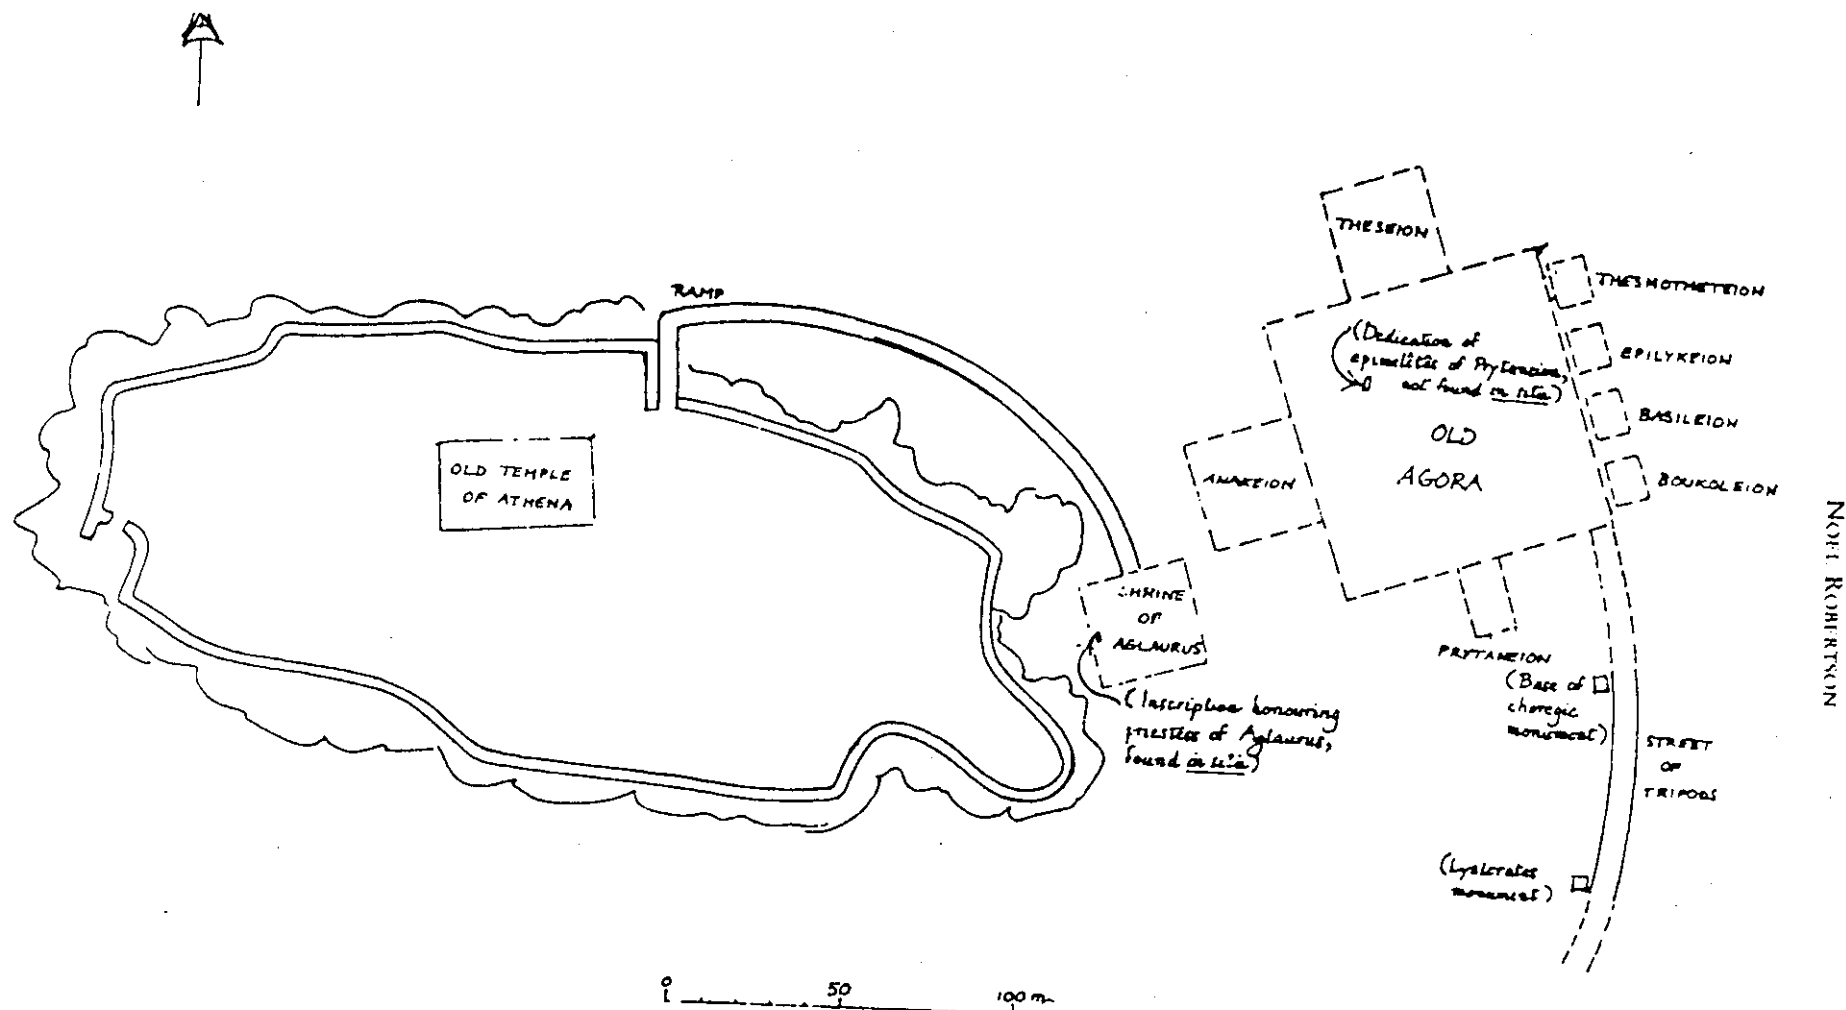 THESEION
THESMOTHETEION
RAMP
(Dedication of
epimelētēs of Prytaneion,
not found in situ)
EPILYKEION
BASILEION
OLD
AGORA
OLD TEMPLE
OF ATHENA
ANAKEION
BOUKOLEION
SHRINE
OF
AGLAURUS
PRYTANEION
(Base of
choregic
monument)
(Inscription honouring
priestess of Aglaurus,
found in situ)
STREET
OF
TRIPODS
(Lysicrates
monument)
0 50 100 m
NOEL ROBERTSON